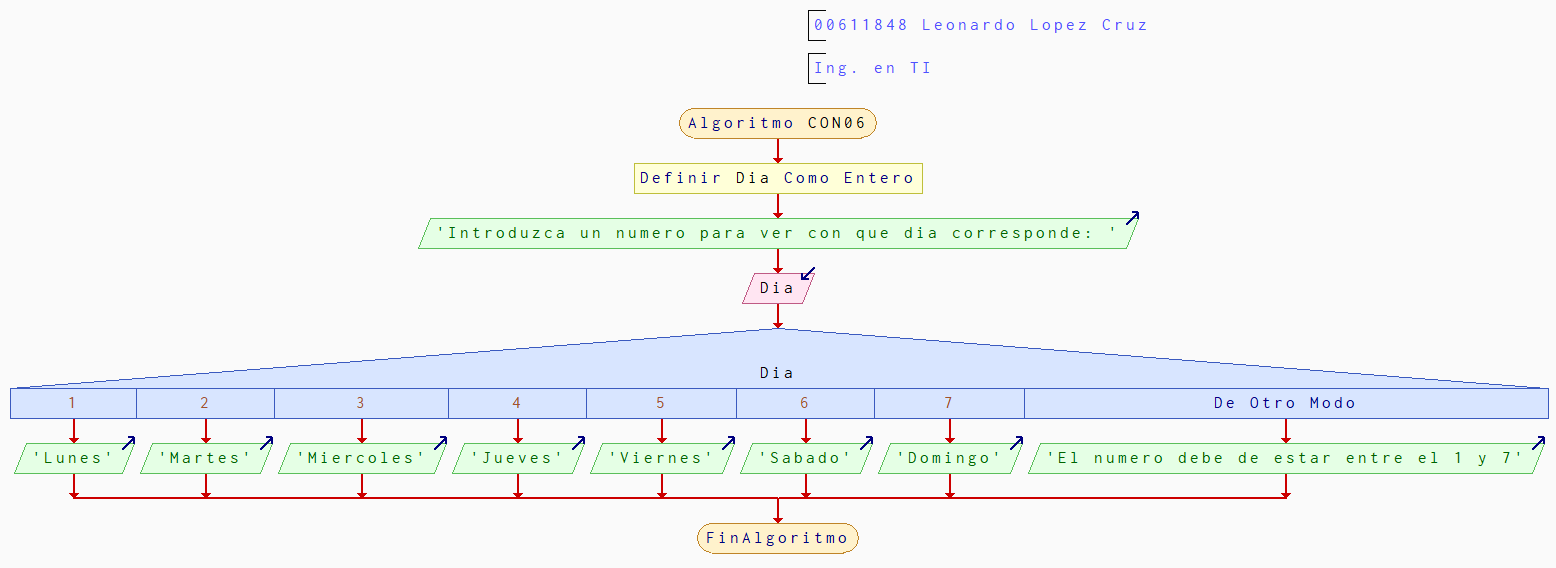 00611848 Leonardo Lopez Cruz
Ing. en TI
Algoritmo CON06
Definir Dia Como Entero
'Introduzca un numero para ver con que dia corresponde: '
Dia
Dia
1 2 3 4 5 6 7 De Otro Modo
'Lunes' 'Martes' 'Miercoles' 'Jueves' 'Viernes' 'Sabado' 'Domingo' 'El numero debe de estar entre el 1 y 7'
FinAlgoritmo